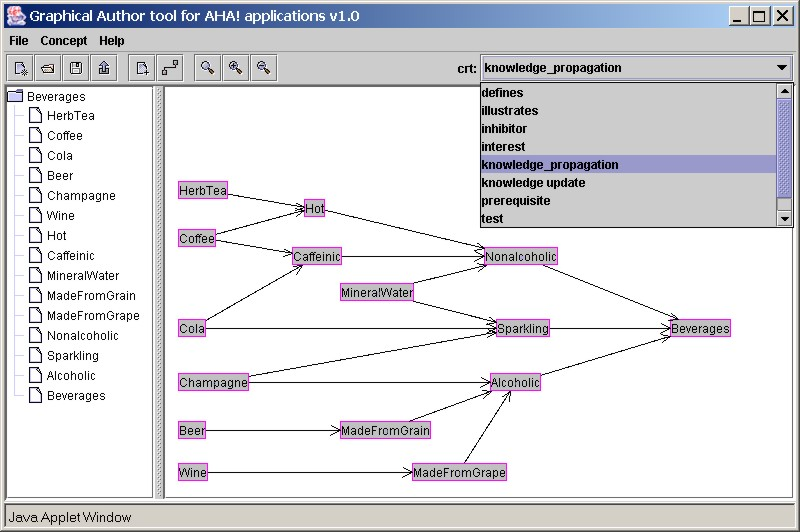 Graphical Author tool for AHA! applications v1.0
File Concept Help
crt: knowledge_propagation
defines
illustrates
inhibitor
interest
knowledge_propagation
knowledge update
prerequisite
test
Beverages
HerbTea
Coffee
Cola
Beer
Champagne
Wine
Hot
Caffeinic
MineralWater
MadeFromGrain
MadeFromGrape
Nonalcoholic
Sparkling
Alcoholic
Beverages
HerbTea
Hot
Coffee
Caffeinic
Nonalcoholic
MineralWater
Cola
Sparkling
Beverages
Champagne
Alcoholic
Beer
MadeFromGrain
Wine
MadeFromGrape
Java Applet Window